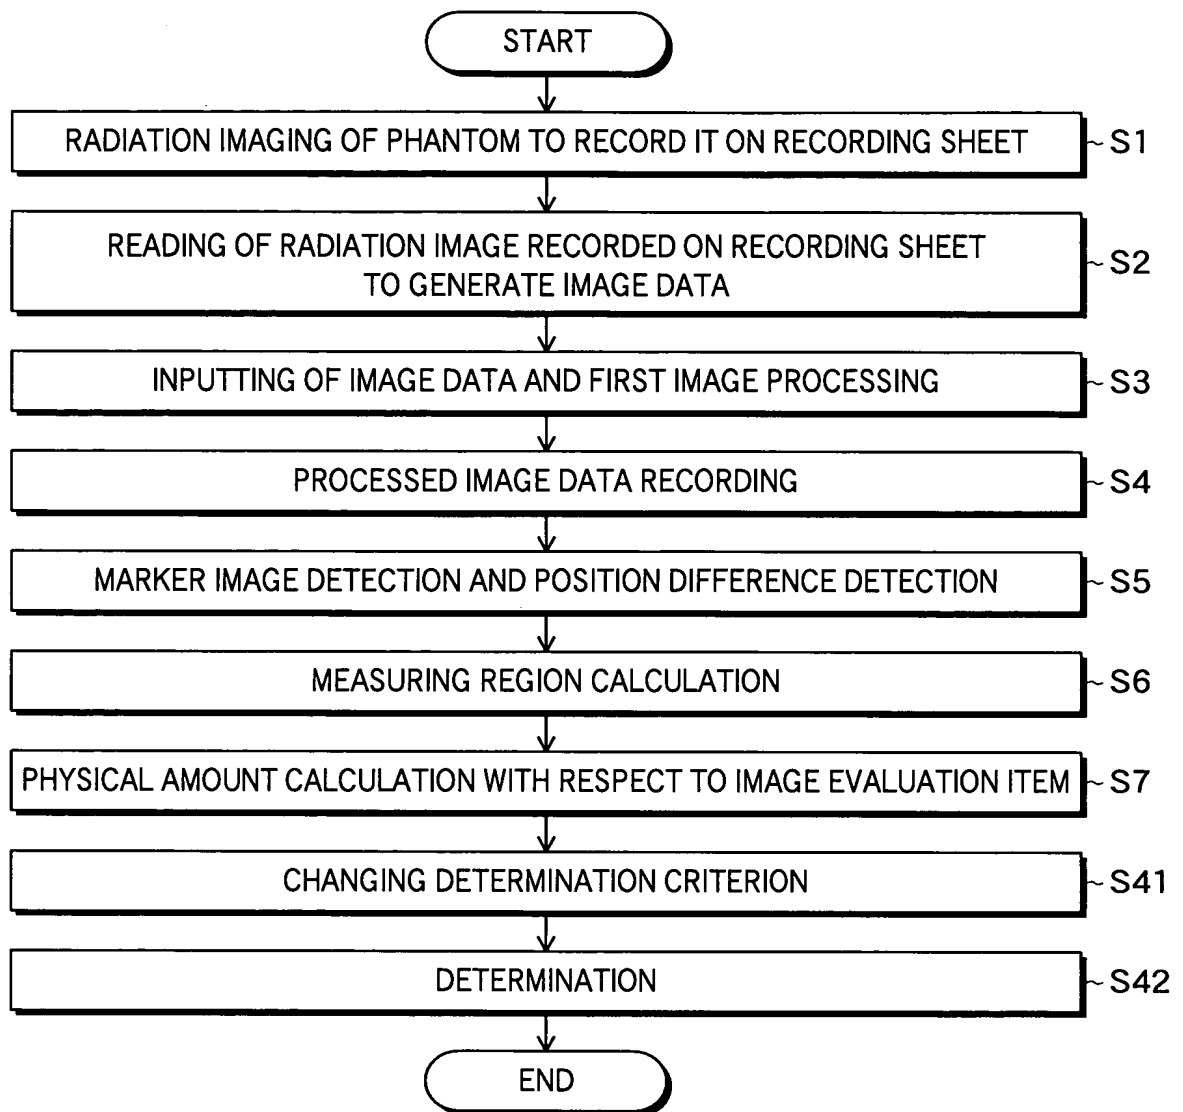 START
RADIATION IMAGING OF PHANTOM TO RECORD IT ON RECORDING SHEET ~S1
READING OF RADIATION IMAGE RECORDED ON RECORDING SHEET
TO GENERATE IMAGE DATA ~S2
INPUTTING OF IMAGE DATA AND FIRST IMAGE PROCESSING ~S3
PROCESSED IMAGE DATA RECORDING ~S4
MARKER IMAGE DETECTION AND POSITION DIFFERENCE DETECTION ~S5
MEASURING REGION CALCULATION ~S6
PHYSICAL AMOUNT CALCULATION WITH RESPECT TO IMAGE EVALUATION ITEM ~S7
CHANGING DETERMINATION CRITERION ~S41
DETERMINATION ~S42
END